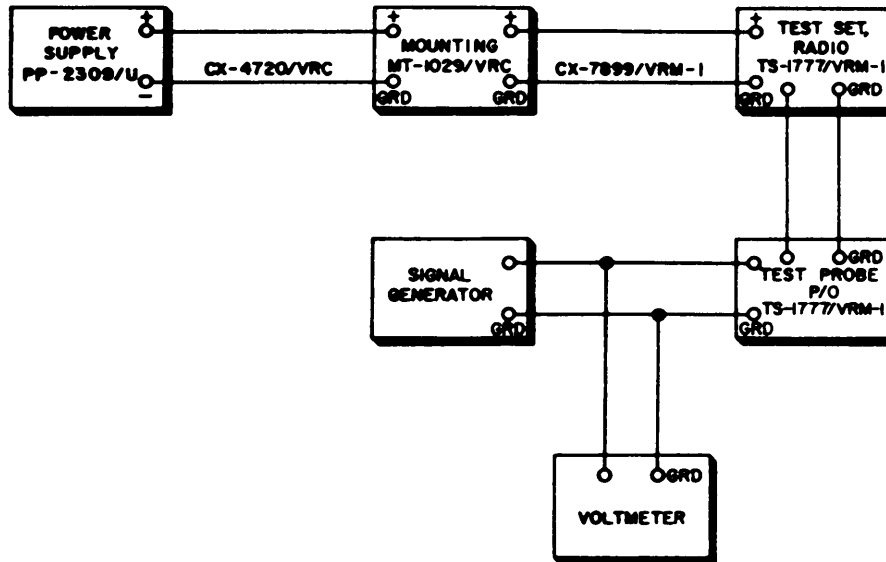 POWER
SUPPLY
PP-2309/U
+
-
CX-4720/VRC
+
+
MOUNTING
MT-1029/VRC
GRD
GRD
CX-7899/VRM-1
+
TEST SET,
RADIO
TS-1777/VRM-1
GRD
GRD
SIGNAL
GENERATOR
GRD
GRD
TEST PROBE
P/O
TS-1777/VRM-1
GRD
GRD
VOLTMETER